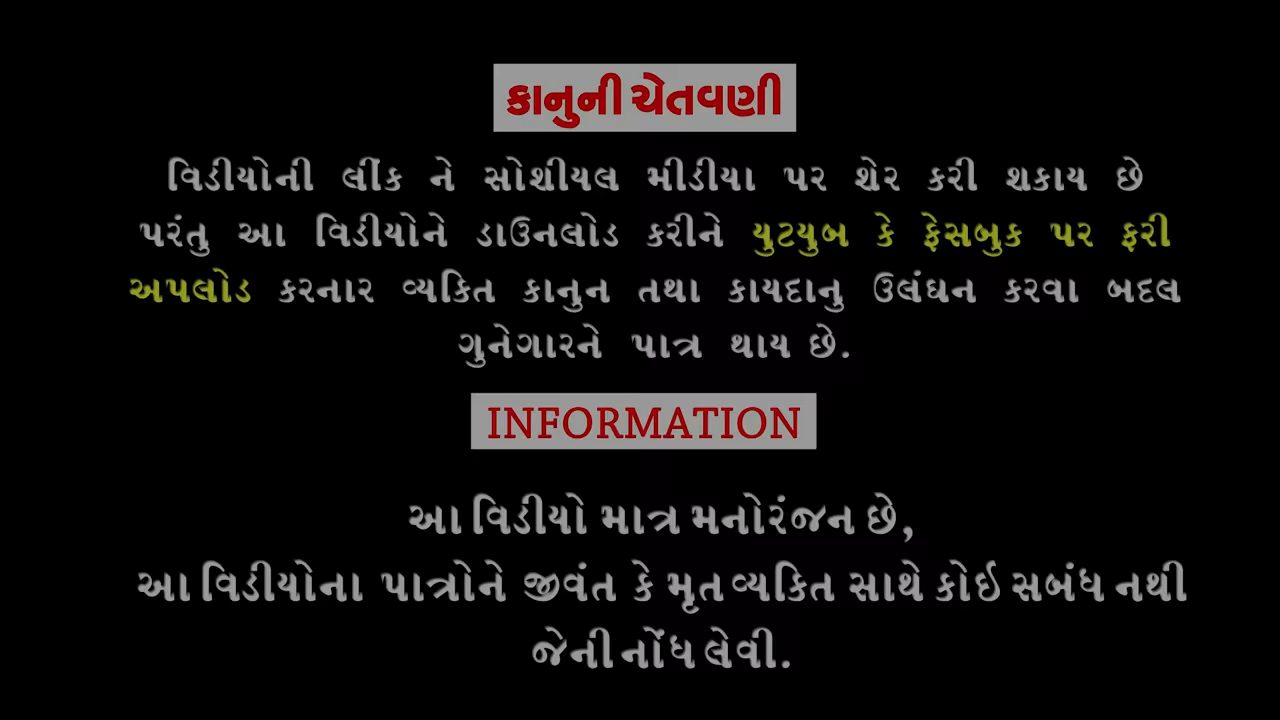 કાનુની ચેતવણી
વિડીયોની લીંક ને સોશીયલ મીડીયા પર શેર કરી શકાય છે
પરંતુ આ વિડીયોને ડાઉનલોડ કરીને યુટયુબ કે ફેસબુક પર ફરી
અપલોડ કરનાર વ્યકિત કાનુન તથા કાયદાનુ ઉલંઘન કરવા બદલ
ગુનેગારને પાત્ર થાય છે.
INFORMATION
આ વિડીયો માત્ર મનોરંજન છે,
આ વિડીયોના પાત્રોને જીવંત કે મૃત વ્યકિત સાથે કોઇ સબંધ નથી
જેની નોંધ લેવી.